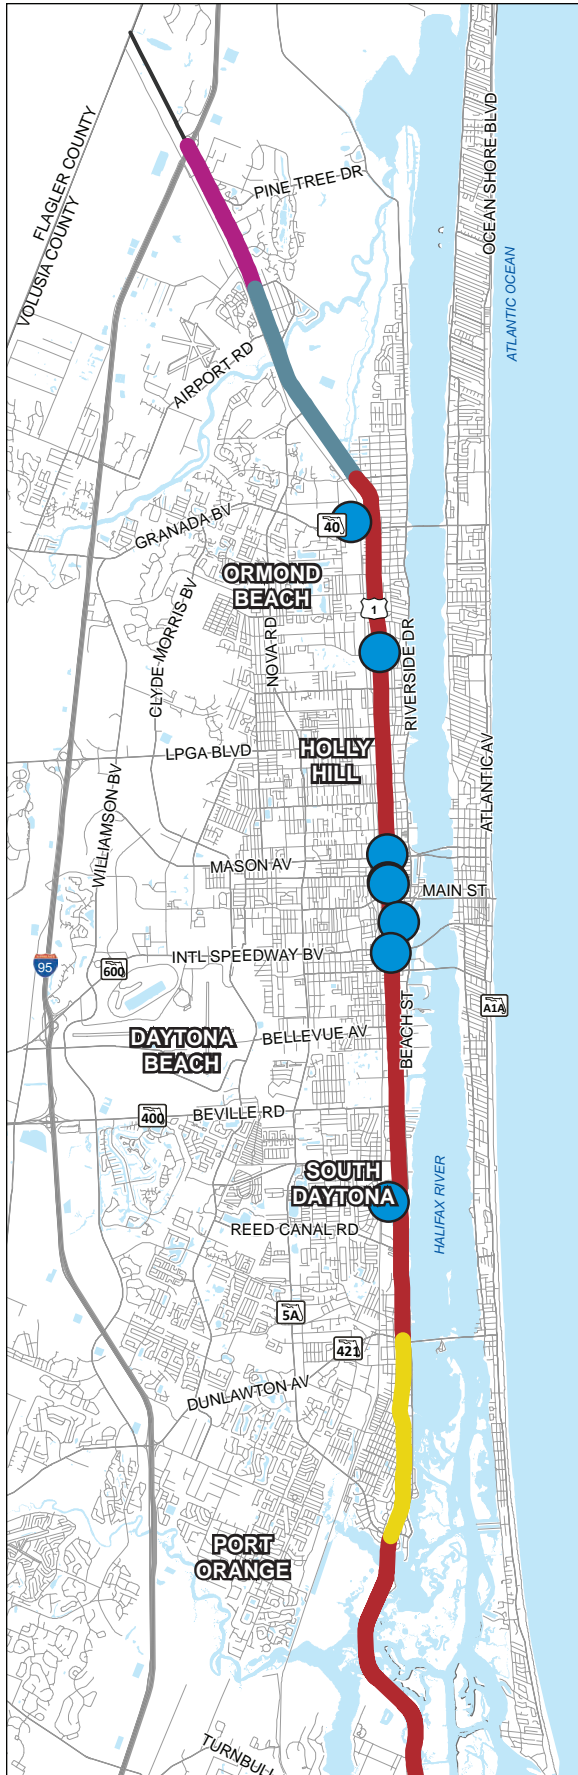 OCEAN SHORE BLVD
FLAGLER COUNTY
VOLUSIA COUNTY
PINE TREE DR
ATLANTIC OCEAN
AIRPORT RD
GRANADA BV
40
ORMOND
BEACH
1
CLYDE MORRIS BV
NOVA RD
RIVERSIDE DR
HOLLY
HILL
LPGA BLVD
ATLANTIC AV
WILLIAMSON BV
MASON AV
MAIN ST
INTL SPEEDWAY BV
95
600
A1A
BEACH ST
DAYTONA
BEACH
BELLEVUE AV
BEVILLE RD
400
SOUTH
DAYTONA
HALIFAX RIVER
REED CANAL RD
5A
421
DUNLAWTON AV
PORT
ORANGE
TURNBULL